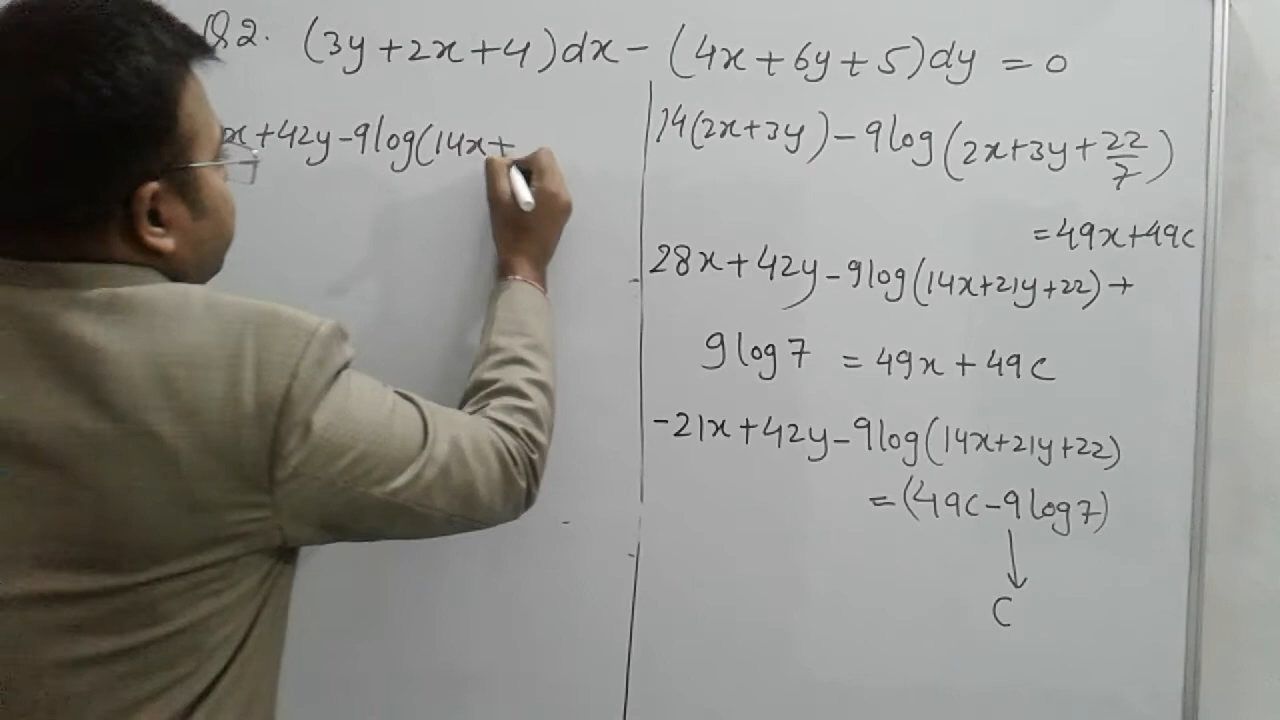 Q2. (3y+2x+4)dx-(4x+6y+5)dy=0
x+42y-9log(14x+
14(2x+3y)-9log(2x+3y+22/7)
=49x+49c
28x+42y-9log(14x+21y+22)+
9log7 =49x+49c
-21x+42y-9log(14x+21y+22)
=(49c-9log7)
↓
C